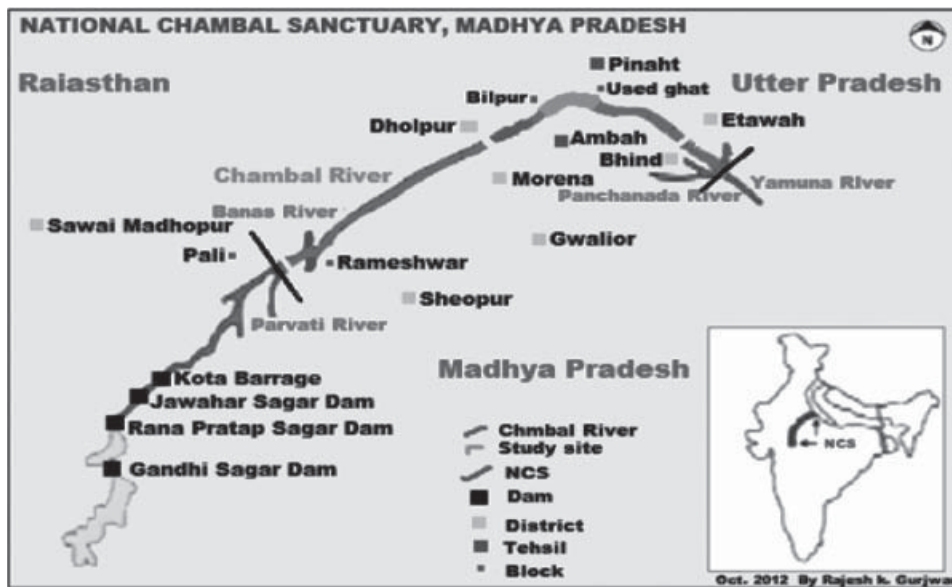 NATIONAL CHAMBAL SANCTUARY, MADHYA PRADESH
N
Pinaht
Rajasthan
Utter Pradesh
Used ghat
Bilpur
Etawah
Dholpur
Ambah
Bhind
Chambal River
Morena
Yamuna River
Panchanada River
Banas River
Sawai Madhopur
Gwalior
Pali
Rameshwar
Sheopur
Parvati River
Madhya Pradesh
Kota Barrage
Jawahar Sagar Dam
Rana Pratap Sagar Dam
Gandhi Sagar Dam
Chmbal River
Study site
NCS
Dam
District
Tehsil
Block
NCS
Oct. 2012 By Rajesh k. Gurjwa